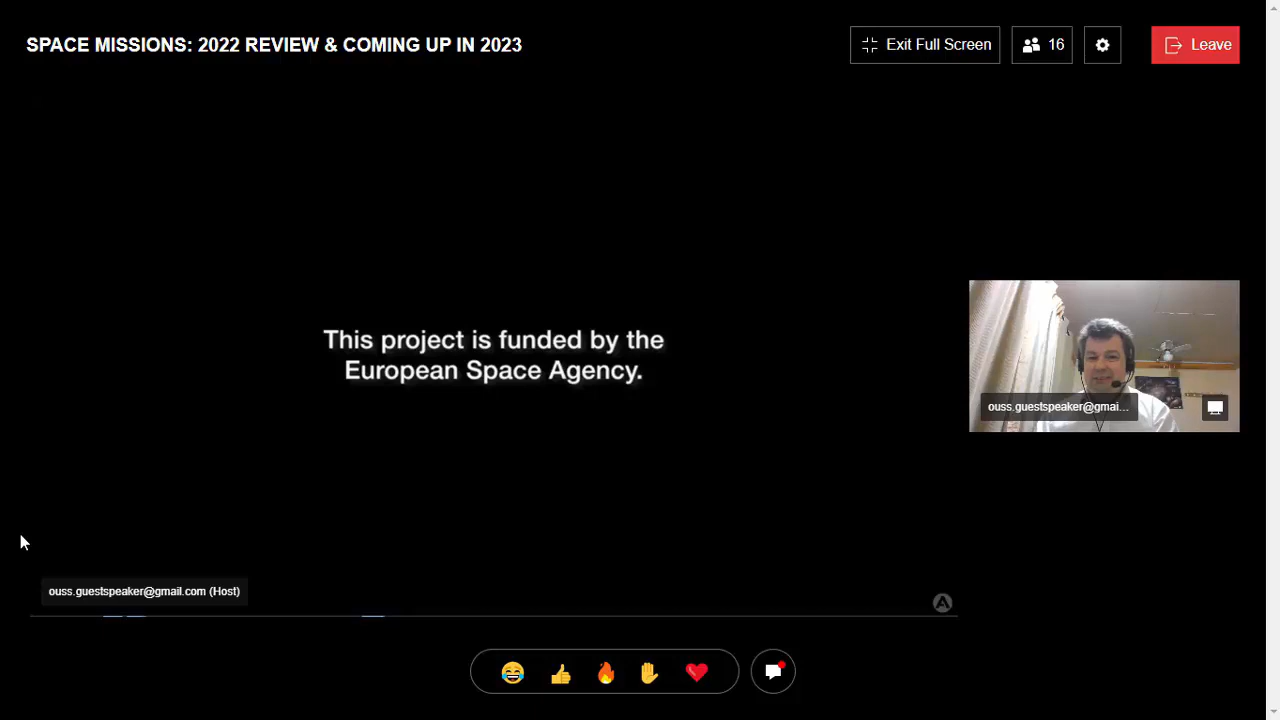 SPACE MISSIONS: 2022 REVIEW & COMING UP IN 2023
Exit Full Screen
16
Leave
This project is funded by the
European Space Agency.
ouss.guestspeaker@gmai...
ouss.guestspeaker@gmail.com (Host)
A